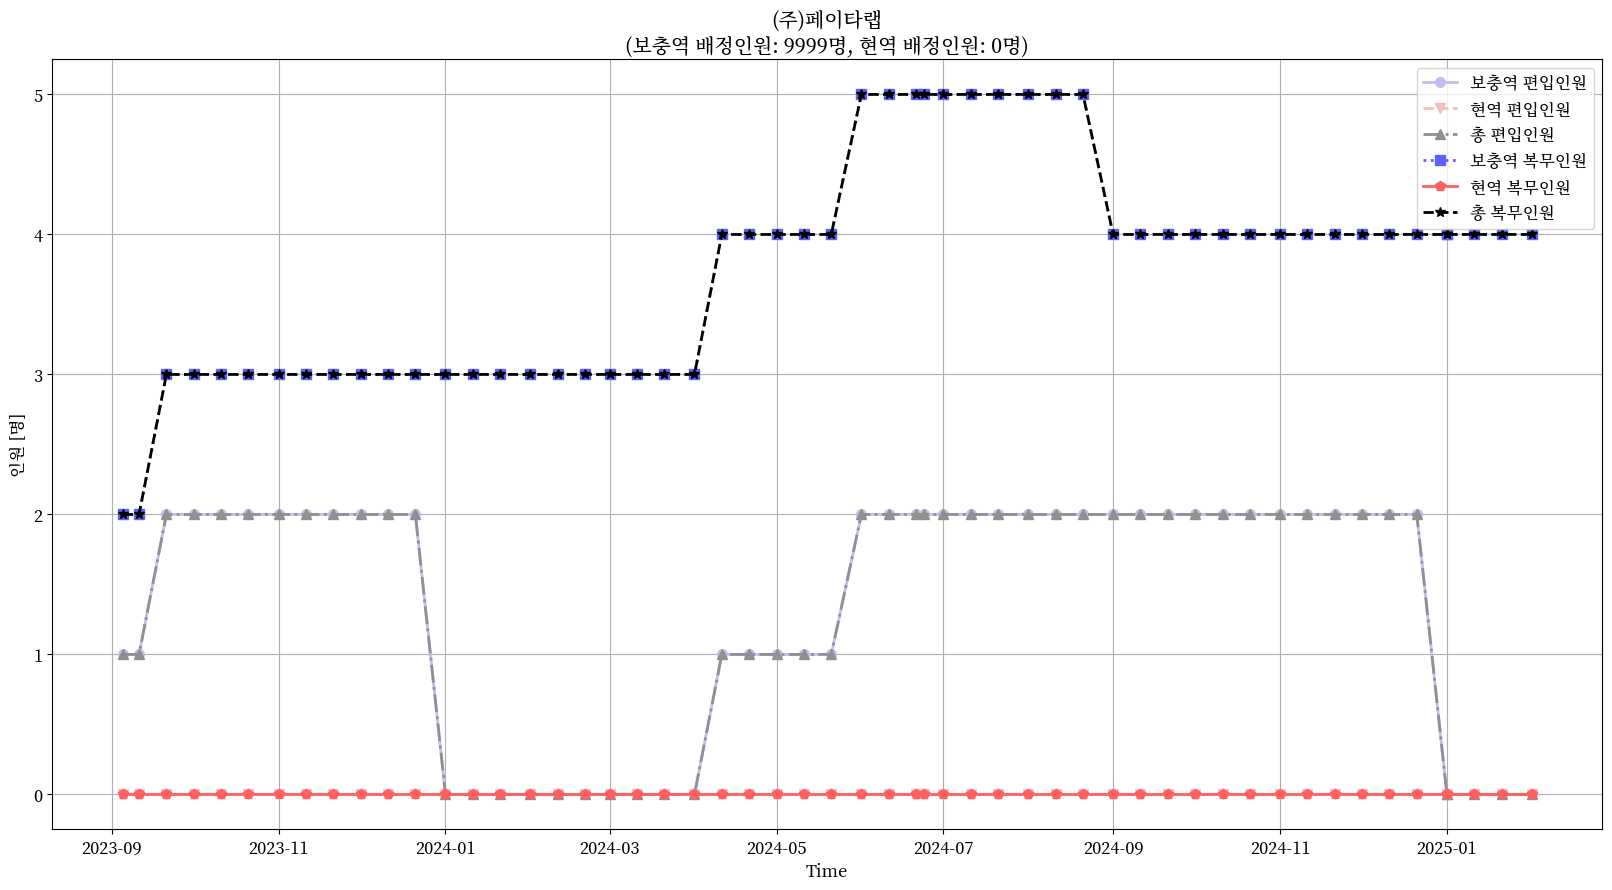 (주)페이타랩
(보충역 배정인원: 9999명, 현역 배정인원: 0명)
보충역 편입인원
현역 편입인원
총 편입인원
보충역 복무인원
현역 복무인원
총 복무인원
인원 [명]
5
4
3
2
1
0
2023-09
2023-11
2024-01
2024-03
2024-05
2024-07
2024-09
2024-11
2025-01
Time